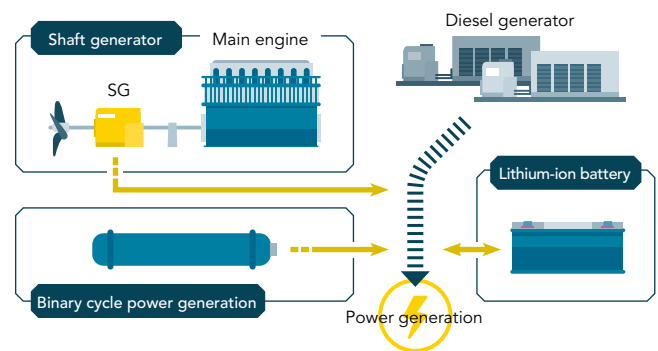 Shaft generator
Main engine
Diesel generator
SG
Lithium-ion battery
Binary cycle power generation
Power generation